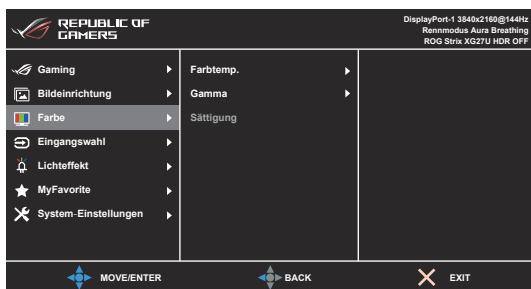 REPUBLIC OF
GAMERS
DisplayPort-1 3840x2160@144Hz
Rennmodus Aura Breathing
ROG Strix XG27U HDR OFF
Gaming
Bildeinrichtung
Farbe
Eingangswahl
Lichteffekt
MyFavorite
System-Einstellungen
Farbtemp.
Gamma
Sättigung
MOVE/ENTER
BACK
EXIT